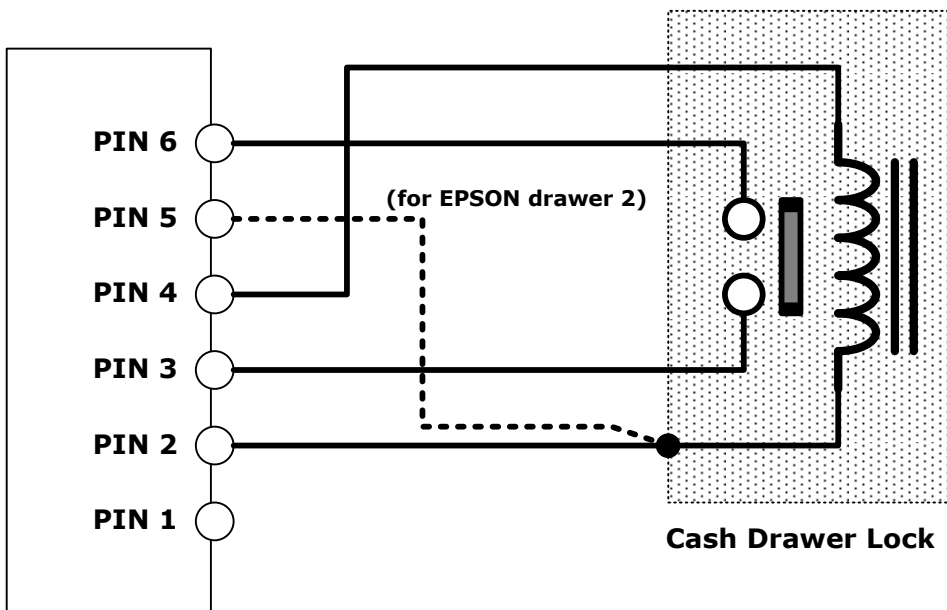 PIN 6
(for EPSON drawer 2)
PIN 5
PIN 4
PIN 3
PIN 2
PIN 1
Cash Drawer Lock